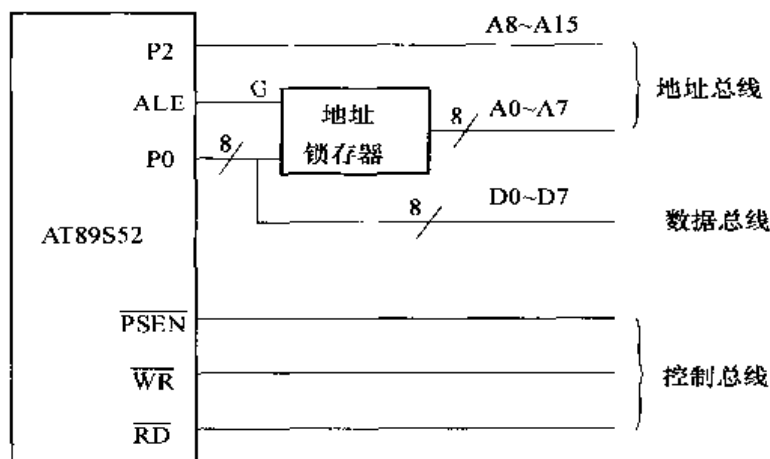 P2
A8~A15
ALE
G
地址
锁存器
8
A0~A7
地址总线
P0
8
8
D0~D7
数据总线
AT89S52
PSEN
WR
RD
控制总线